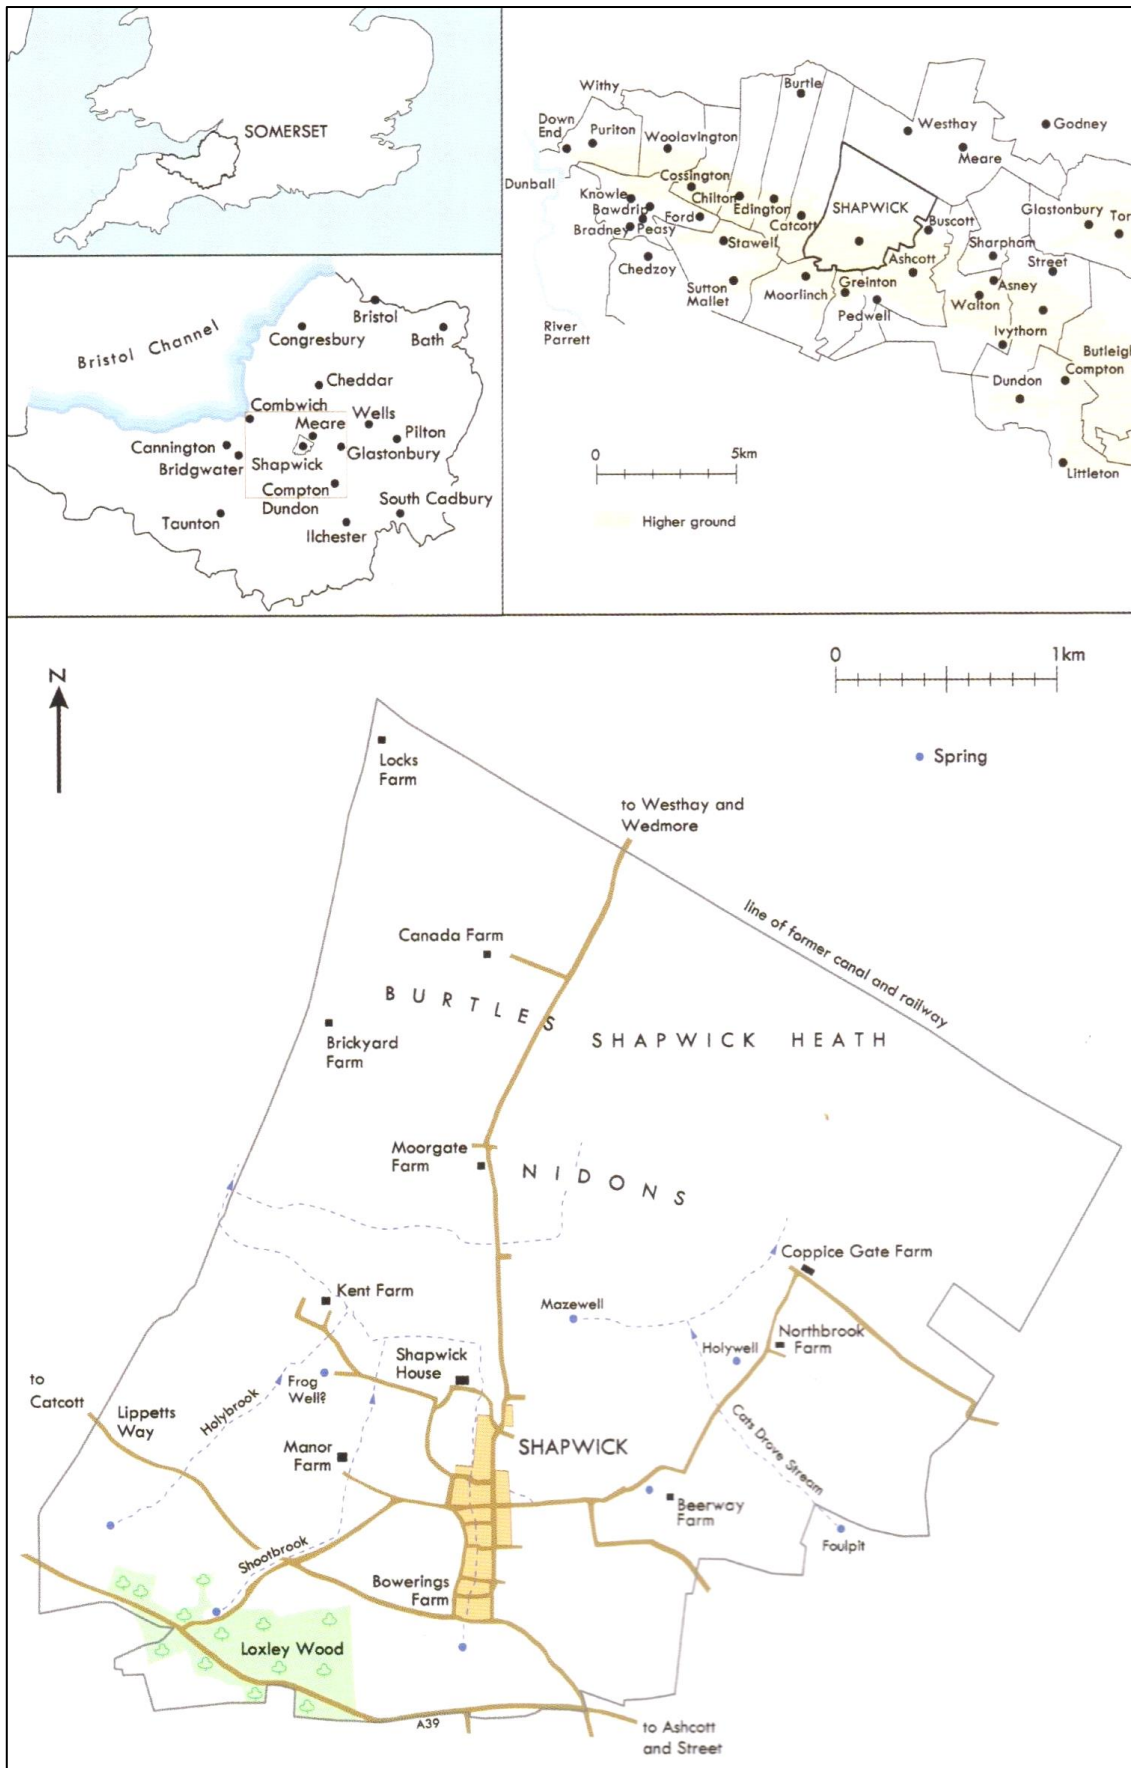 SOMERSET
Bristol Channel
Bristol
Congresbury
Bath
Cheddar
Combwich
Wells
Meare
Pilton
Cannington
Glastonbury
Bridgwater
Shapwick
Compton
Dundon
South Cadbury
Taunton
Ilchester
Withy
Burtle
Down
End
Puriton
Woolavington
Westhay
Godney
Meare
Dunball
Cossington
Knowle
Chilton
SHAPWICK
Bawdrip
Ford
Edington
Glastonbury
Tor
Bradney
Peasy
Catcott
Buscott
Stawell
Sharpham
Chedzoy
Ashcott
Street
Sutton
Mallet
Moorlinch
Greinton
Asney
Walton
Pedwell
River
Parrett
Ivythorn
Butleigh
Compton
Dundon
Littleton
0
5km
Higher ground
0
1km
N
Spring
Locks
Farm
to Westhay and
Wedmore
line of former canal and railway
Canada Farm
BURTLES
SHAPWICK HEATH
Brickyard
Farm
Moorgate
Farm
NIDONS
Coppice Gate Farm
Kent Farm
Mazewell
Northbrook
Farm
Shapwick
House
Holywell
to
Catcott
Frog
Well?
Lippetts
Way
Holybrook
Cats Drove Stream
Manor
Farm
SHAPWICK
Beerway
Farm
Foulpit
Shootbrook
Bowerings
Farm
Loxley Wood
A39
to Ashcott
and Street